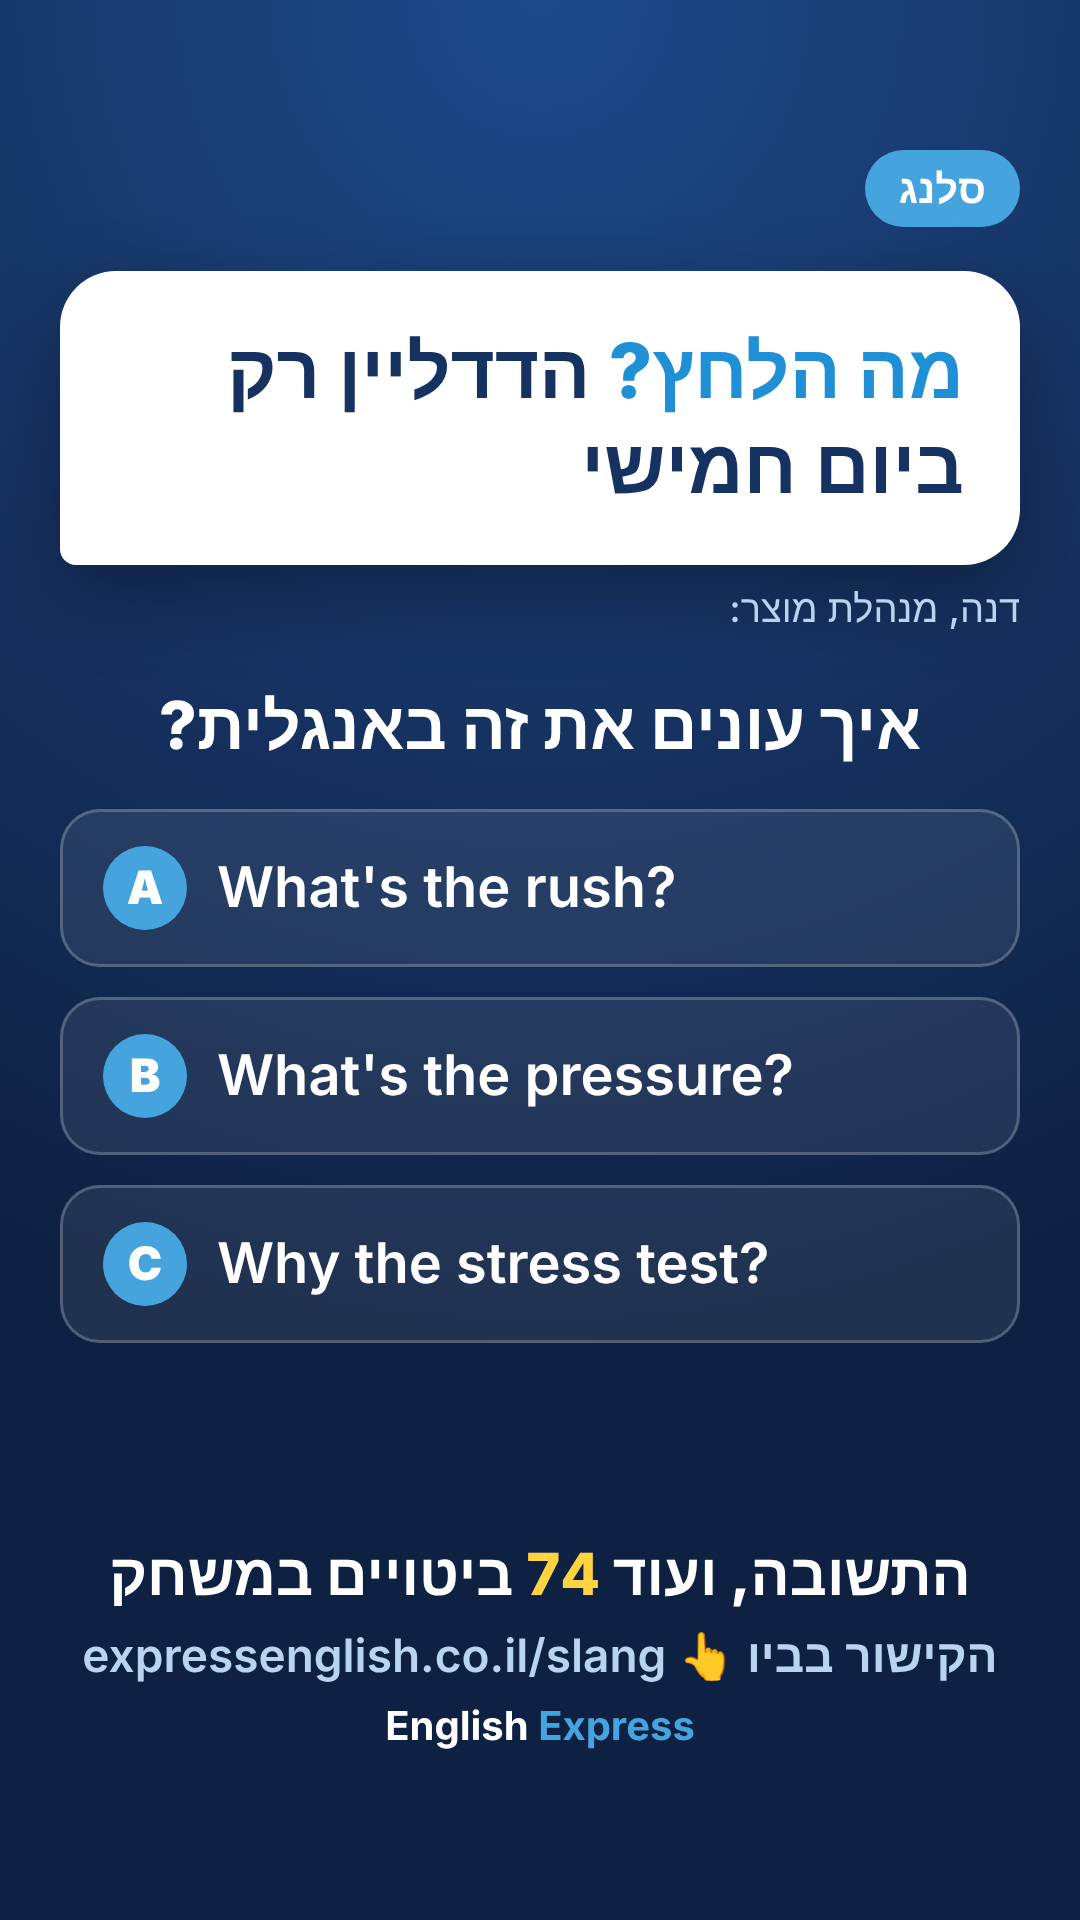 סלנג
מה הלחץ? הדדליין רק
ביום חמישי
דנה, מנהלת מוצר:
איך עונים את זה באנגלית?
A What's the rush?
B What's the pressure?
C Why the stress test?
התשובה, ועוד 74 ביטויים במשחק
הקישור בביו 👆 expressenglish.co.il/slang
English Express